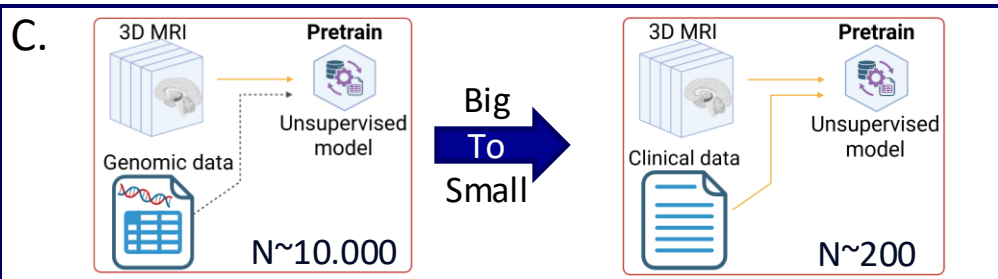 C.
3D MRI
Pretrain
Unsupervised
model
Genomic data
N~10.000
Big
To
Small
3D MRI
Pretrain
Unsupervised
model
Clinical data
N~200